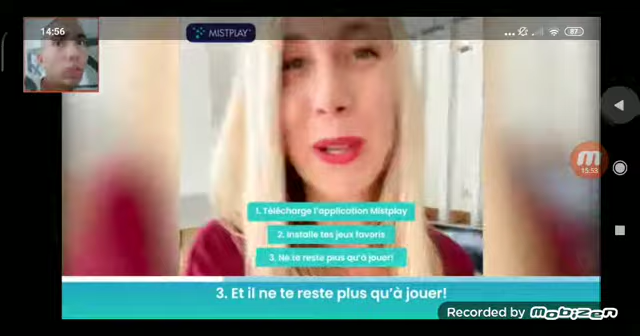 14:56
MISTPLAY
87
15:53
1. Télécharge l'application Mistplay
2. Installe tes jeux favoris
3. Ne te reste plus qu'à jouer!
3. Et il ne te reste plus qu'à jouer!
Recorded by mobizen